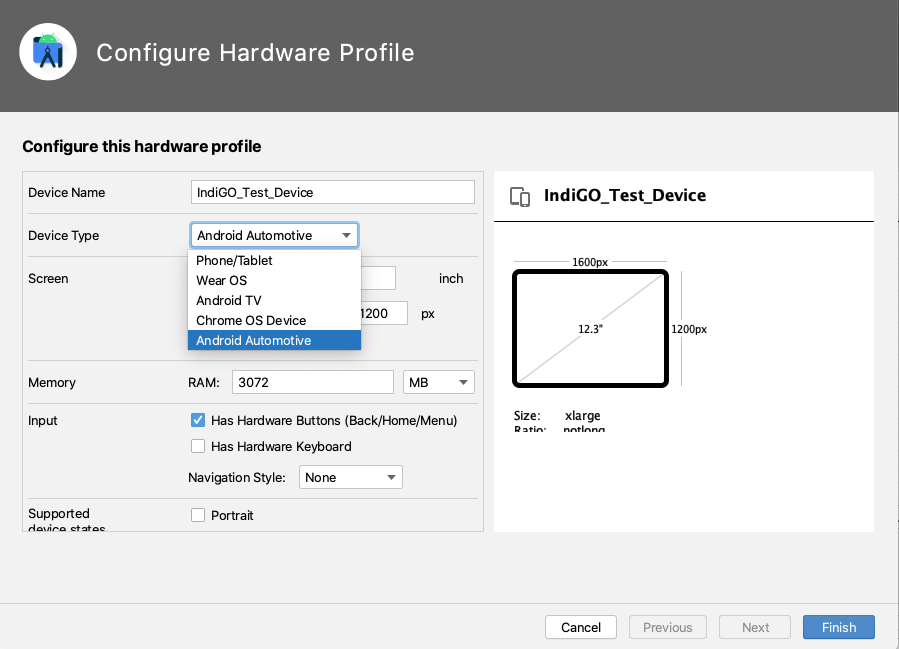 Configure Hardware Profile
Configure this hardware profile
Device Name
IndiGO_Test_Device
Device Type
Android Automotive
Phone/Tablet
Wear OS
Android TV
Chrome OS Device
Android Automotive
Screen
inch
1200 px
Memory
RAM: 3072 MB
Input
Has Hardware Buttons (Back/Home/Menu)
Has Hardware Keyboard
Navigation Style: None
Supported
device states
Portrait
IndiGO_Test_Device
1600px
12.3"
1200px
Size: xlarge
Ratio: notlong
Cancel
Previous
Next
Finish